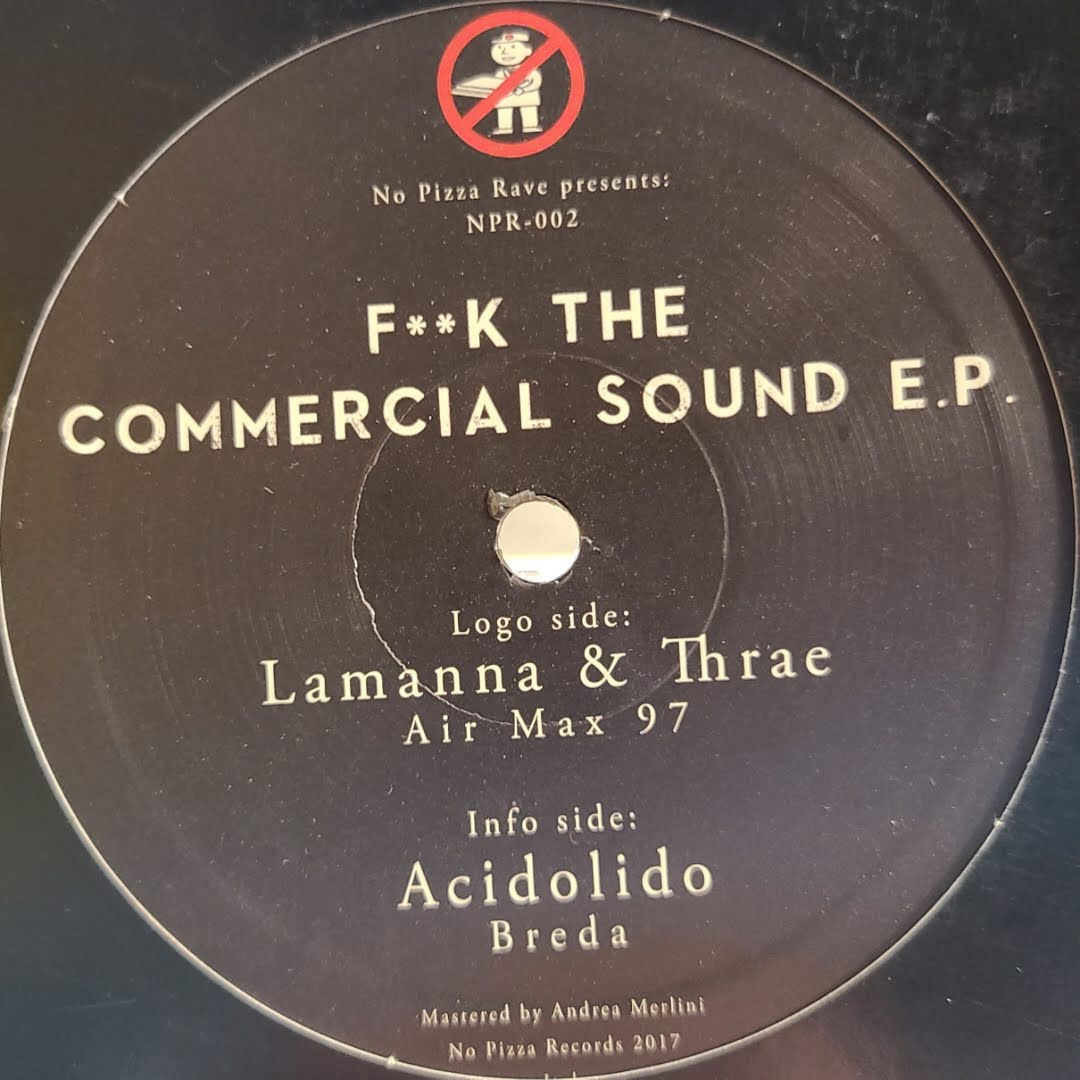 No Pizza Rave presents:
NPR-002
F**K THE
COMMERCIAL SOUND E.P.
Logo side:
Lamanna & Thrae
Air Max 97
Info side:
Acidolido
Breda
Mastered by Andrea Merlini
No Pizza Records 2017